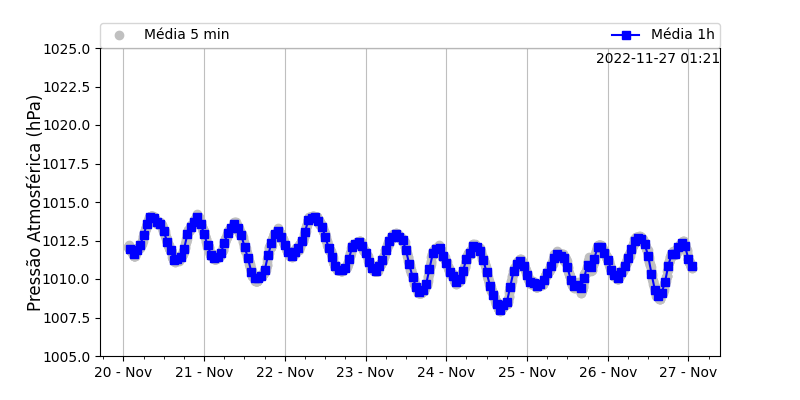 Média 5 min
Média 1h
2022-11-27 01:21
Pressão Atmosférica (hPa)
1025.0
1022.5
1020.0
1017.5
1015.0
1012.5
1010.0
1007.5
1005.0
20 - Nov
21 - Nov
22 - Nov
23 - Nov
24 - Nov
25 - Nov
26 - Nov
27 - Nov